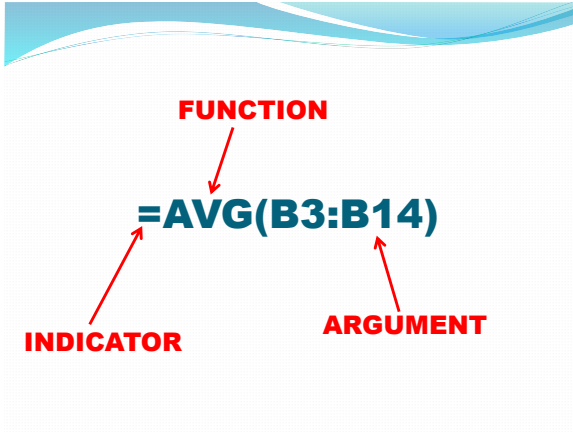 FUNCTION
=AVG(B3:B14)
ARGUMENT
INDICATOR